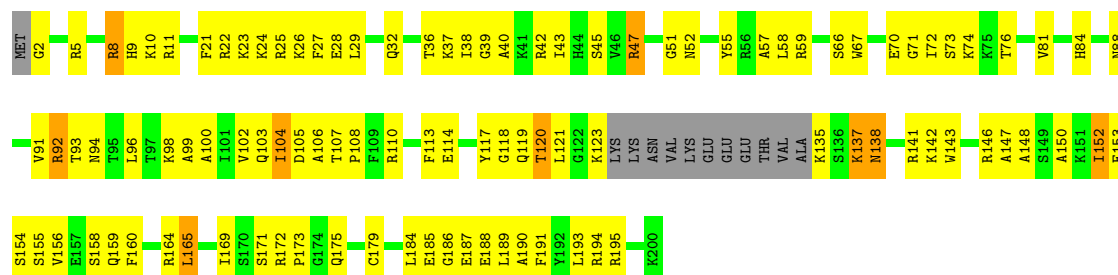 MET G2 R5 R8 H9 K10 R11 F21 R22 K23 K24 R25 K26 F27 E28 L29 Q32 T36 K37 I38 G39 A40 K41 R42 I43 H44 S45 V46 R47 G51 N52 Y55 R56 A57 L58 R59 S66 W67 E70 G71 I72 S73 K74 K75 T76 V81 H84 N88
V91 R92 T93 N94 T95 L96 T97 K98 A99 A100 I101 V102 Q103 I104 D105 A106 T107 P108 F109 R110 F113 E114 Y117 G118 Q119 T120 L121 G122 K123 LYS LYS ASN VAL LYS GLU GLU GLU THR VAL ALA K135 S136 K137 N138 R141 K142 W143 R146 A147 A148 S149 A150 K151 I152 E153
S154 S155 V156 E157 S158 Q159 F160 R164 L165 I169 S170 S171 R172 P173 G174 Q175 C179 L184 E185 G186 E187 E188 L189 A190 F191 Y192 L193 R194 R195 K200